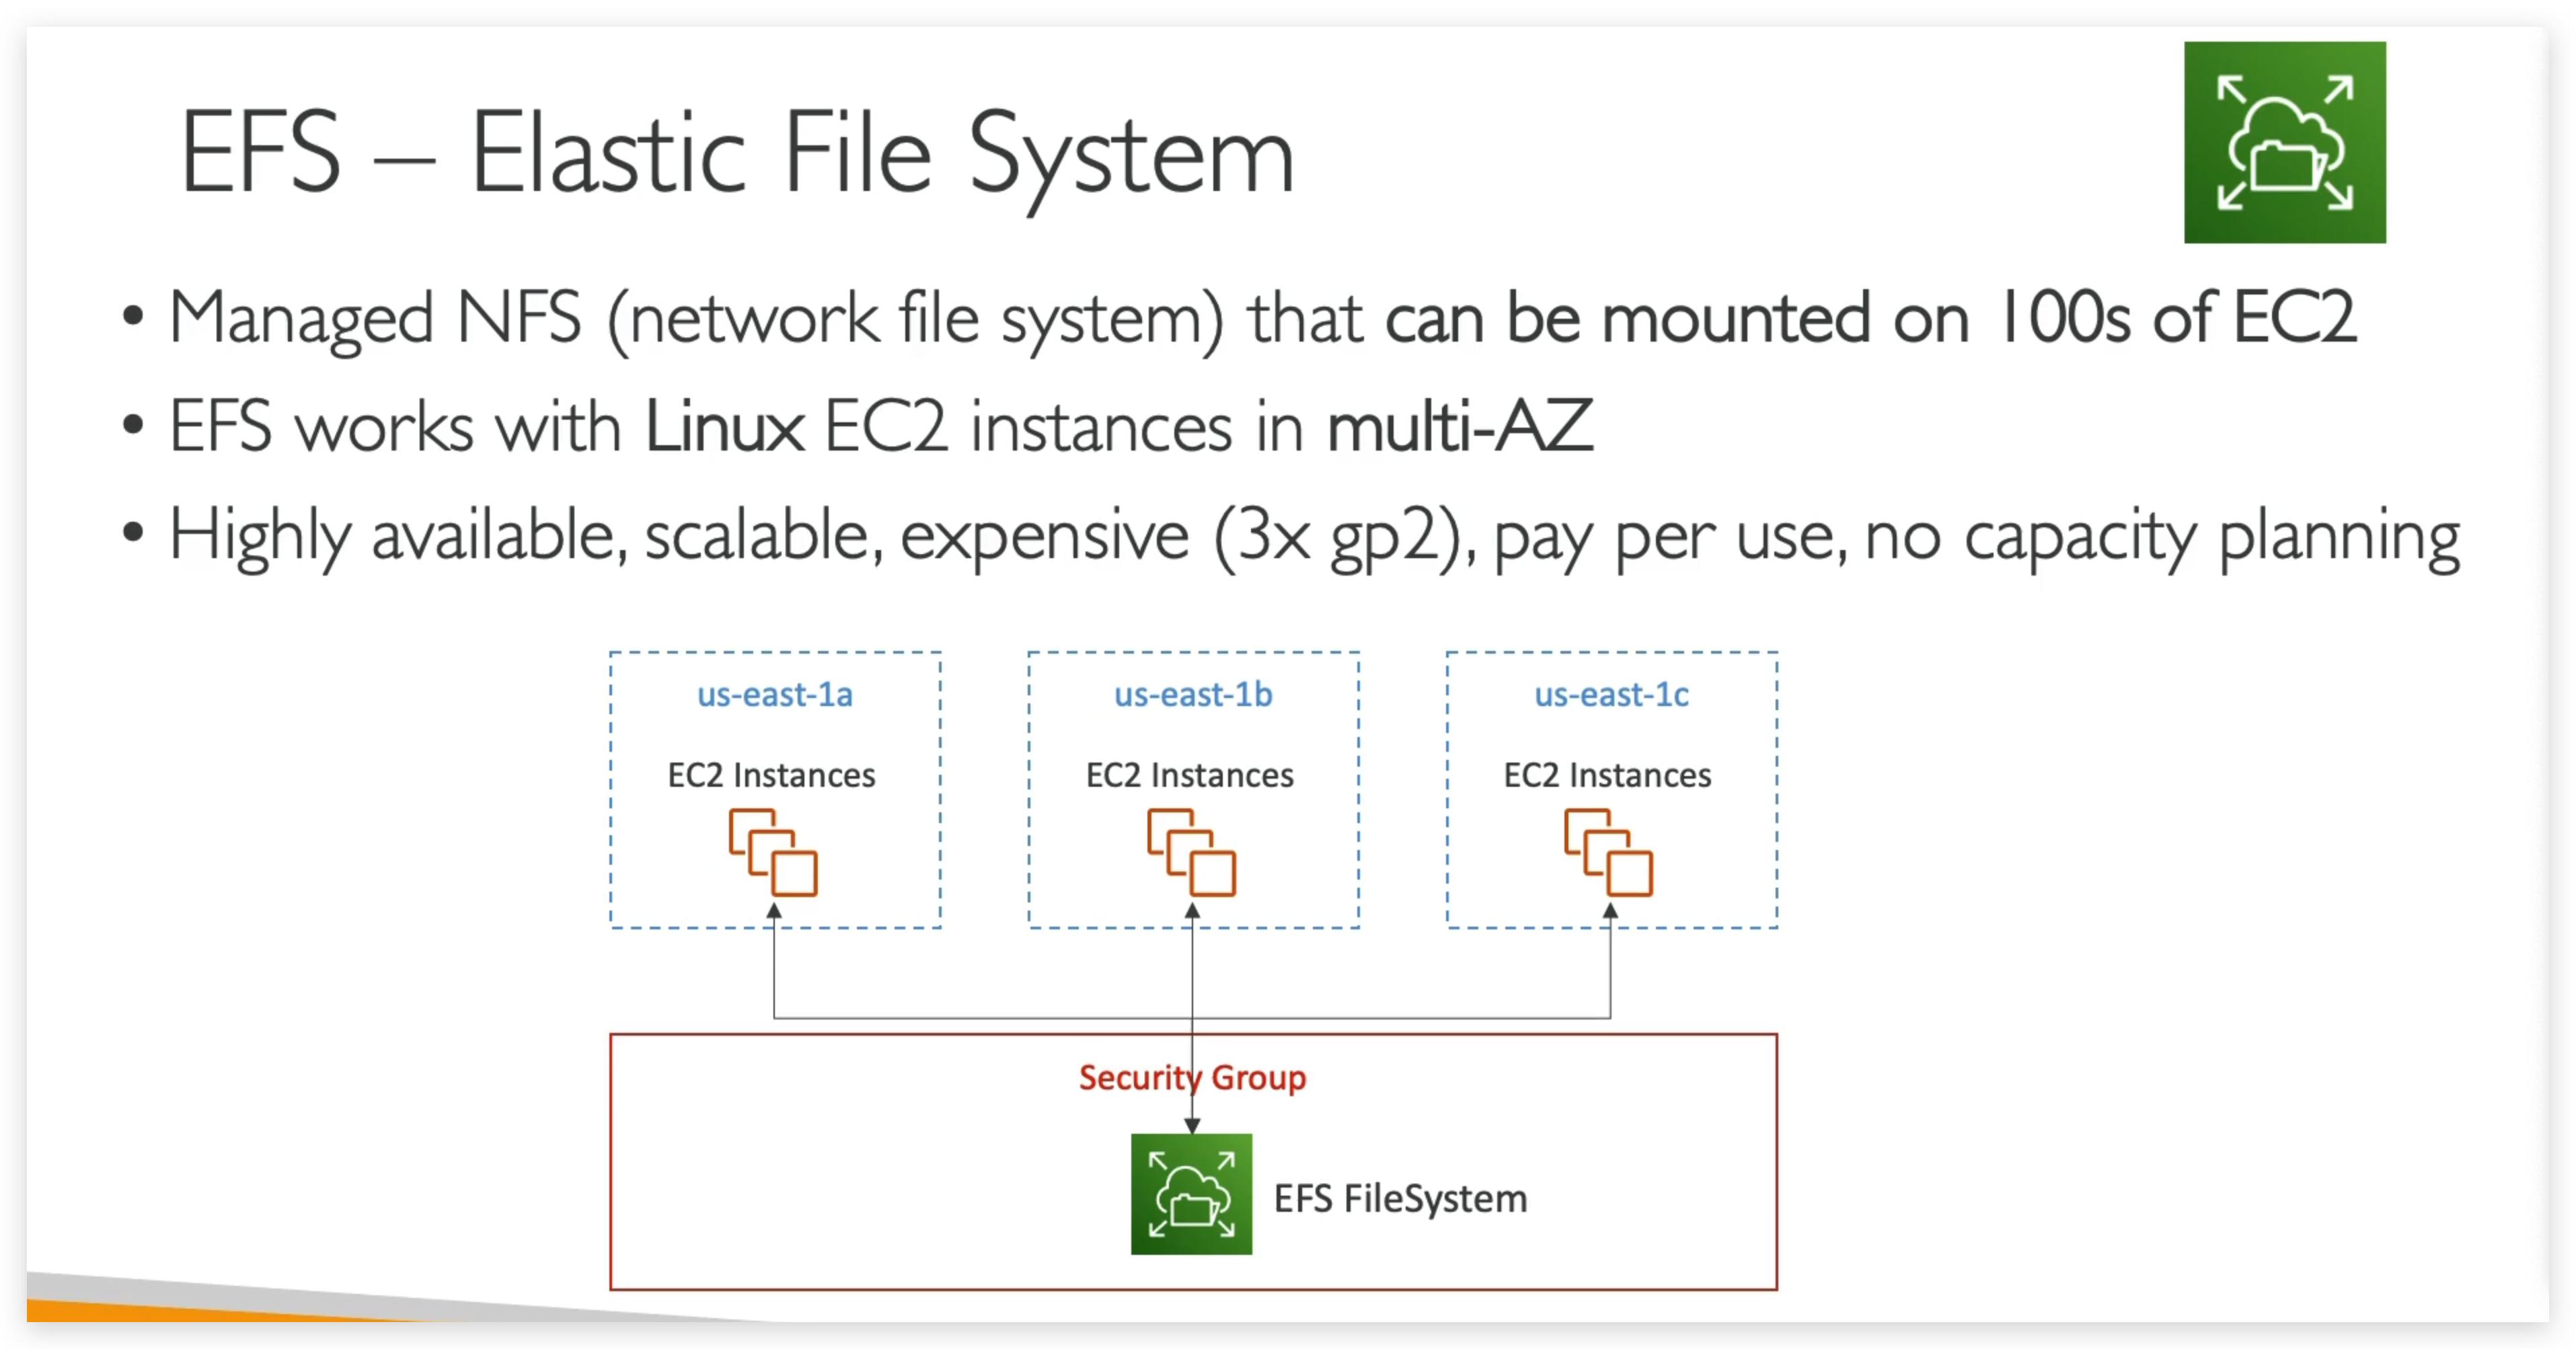 EFS – Elastic File System
• Managed NFS (network file system) that can be mounted on 100s of EC2
• EFS works with Linux EC2 instances in multi-AZ
• Highly available, scalable, expensive (3x gp2), pay per use, no capacity planning
us-east-1a
EC2 Instances
us-east-1b
EC2 Instances
us-east-1c
EC2 Instances
Security Group
EFS FileSystem